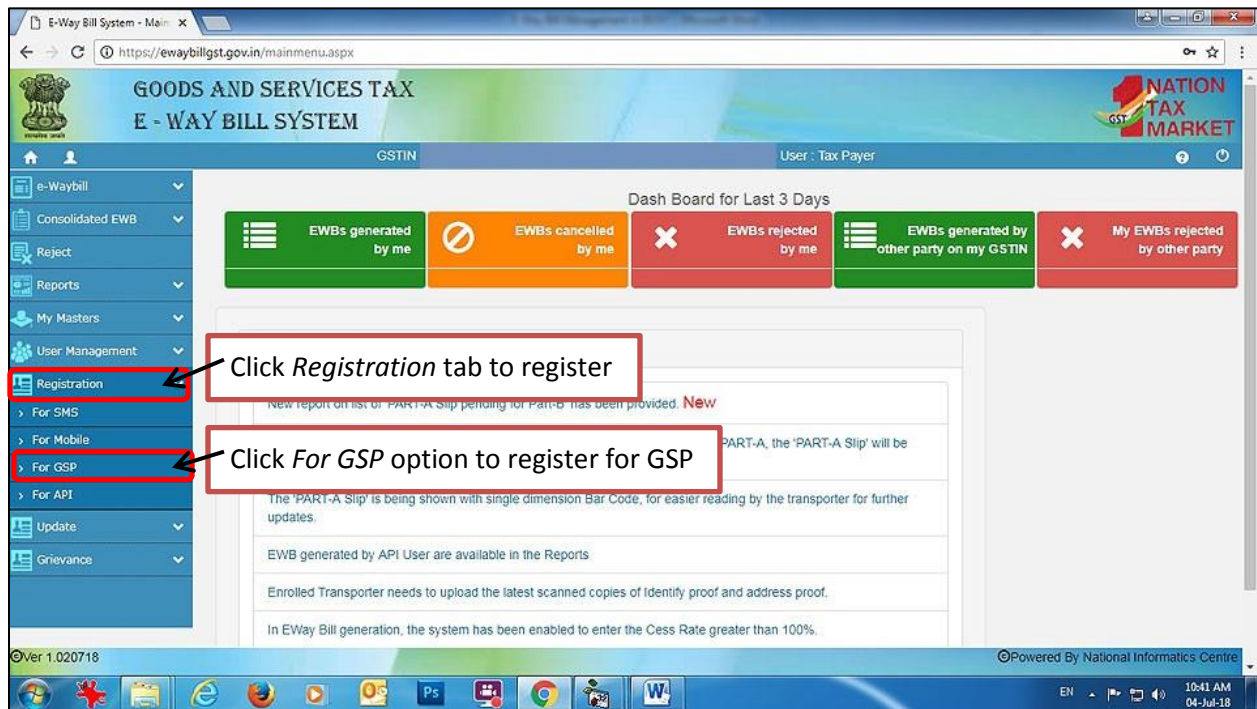 E-Way Bill System - Main
https://ewaybillgst.gov.in/mainmenu.aspx
GOODS AND SERVICES TAX
E - WAY BILL SYSTEM
NATION
GST TAX
MARKET
GSTIN
User : Tax Payer
e-Waybill
Consolidated EWB
Reject
Reports
My Masters
User Management
Registration
For SMS
For Mobile
For GSP
For API
Update
Grievance
Dash Board for Last 3 Days
EWBs generated
by me
EWBs cancelled
by me
EWBs rejected
by me
EWBs generated by
other party on my GSTIN
My EWBs rejected
by other party
Click Registration tab to register
New report on list of 'PART-A Slip pending for Part-B' has been provided. New
PART-A, the 'PART-A Slip' will be
Click For GSP option to register for GSP
The 'PART-A Slip' is being shown with single dimension Bar Code, for easier reading by the transporter for further
updates.
EWB generated by API User are available in the Reports
Enrolled Transporter needs to upload the latest scanned copies of Identify proof and address proof.
In EWay Bill generation, the system has been enabled to enter the Cess Rate greater than 100%.
©Ver 1.020718
©Powered By National Informatics Centre
Ps
W
EN
10:41 AM
04-Jul-18